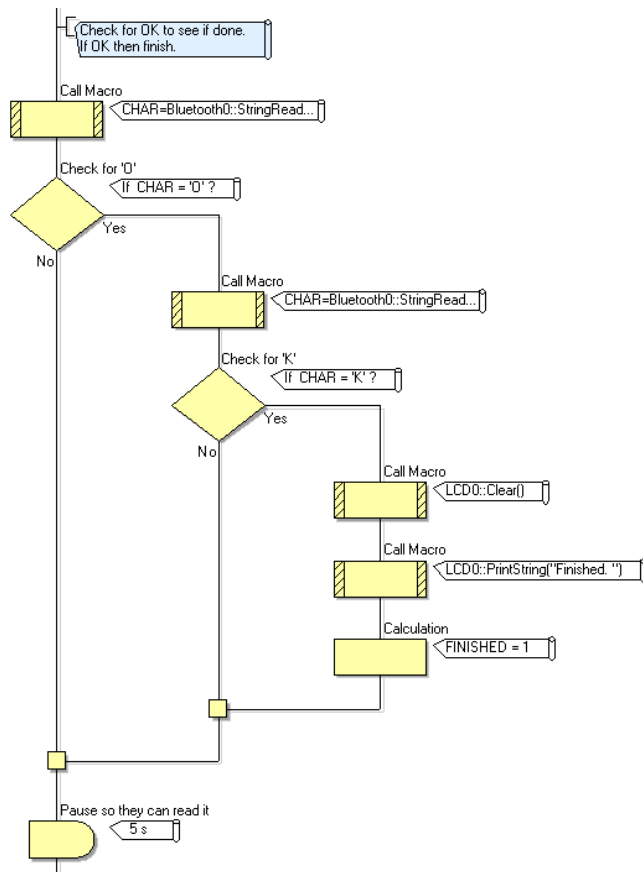 Check for OK to see if done.
If OK then finish.
Call Macro
CHAR=Bluetooth0::StringRead...
Check for 'O'
If CHAR = 'O' ?
Yes
No
Call Macro
CHAR=Bluetooth0::StringRead...
Check for 'K'
If CHAR = 'K' ?
Yes
No
Call Macro
LCD0::Clear()
Call Macro
LCD0::PrintString("Finished. ")
Calculation
FINISHED = 1
Pause so they can read it
5 s